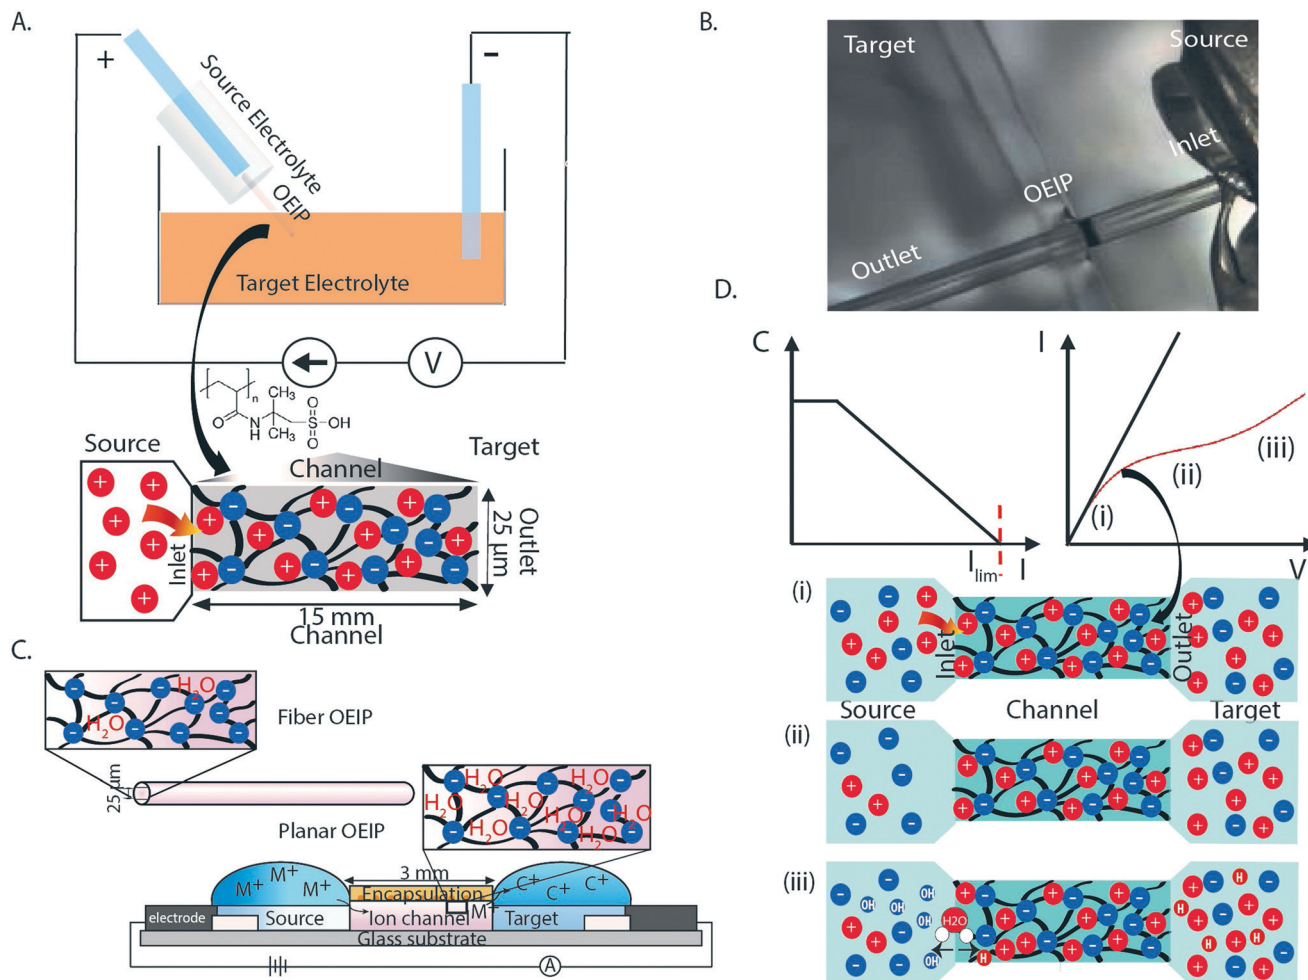 A.
+
-
Source Electrolyte
OEIP
Target Electrolyte
V
n
CH3
CH3
O
N
H
S
O
O
OH
Source
Channel
Target
Inlet
Outlet
25 μm
15 mm
Channel
B.
Target
Source
Inlet
OEIP
Outlet
C.
H2O
H2O
Fiber OEIP
25 μm
Planar OEIP
H2O
H2O
H2O
H2O
H2O
H2O
H2O
3 mm
M+ M+ M+
Encapsulation
M+
C+ C+ C+
electrode
Source
Ion channel
Target
Glass substrate
A
D.
C
Ilim
I
I
(i)
(ii)
(iii)
V
(i)
Inlet
Outlet
Source
Channel
Target
(ii)
(iii)
OH
OH
OH
OH
OH
H2O
H
H
H
H
H